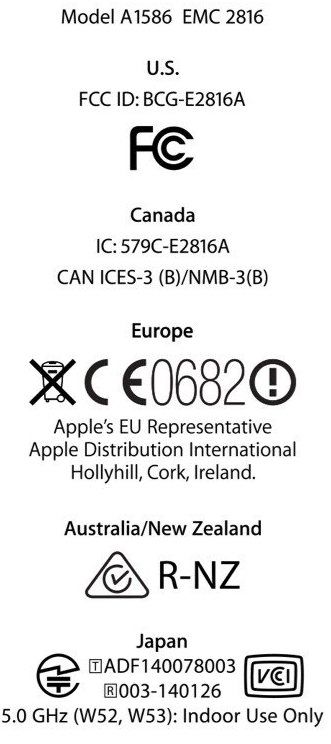 Model A1586 EMC 2816
U.S.
FCC ID: BCG-E2816A
FC
Canada
IC: 579C-E2816A
CAN ICES-3 (B)/NMB-3(B)
Europe
CE0682
Apple's EU Representative
Apple Distribution International
Hollyhill, Cork, Ireland.
Australia/New Zealand
R-NZ
Japan
🅃ADF140078003
🅁003-140126
VCI
5.0 GHz (W52, W53): Indoor Use Only